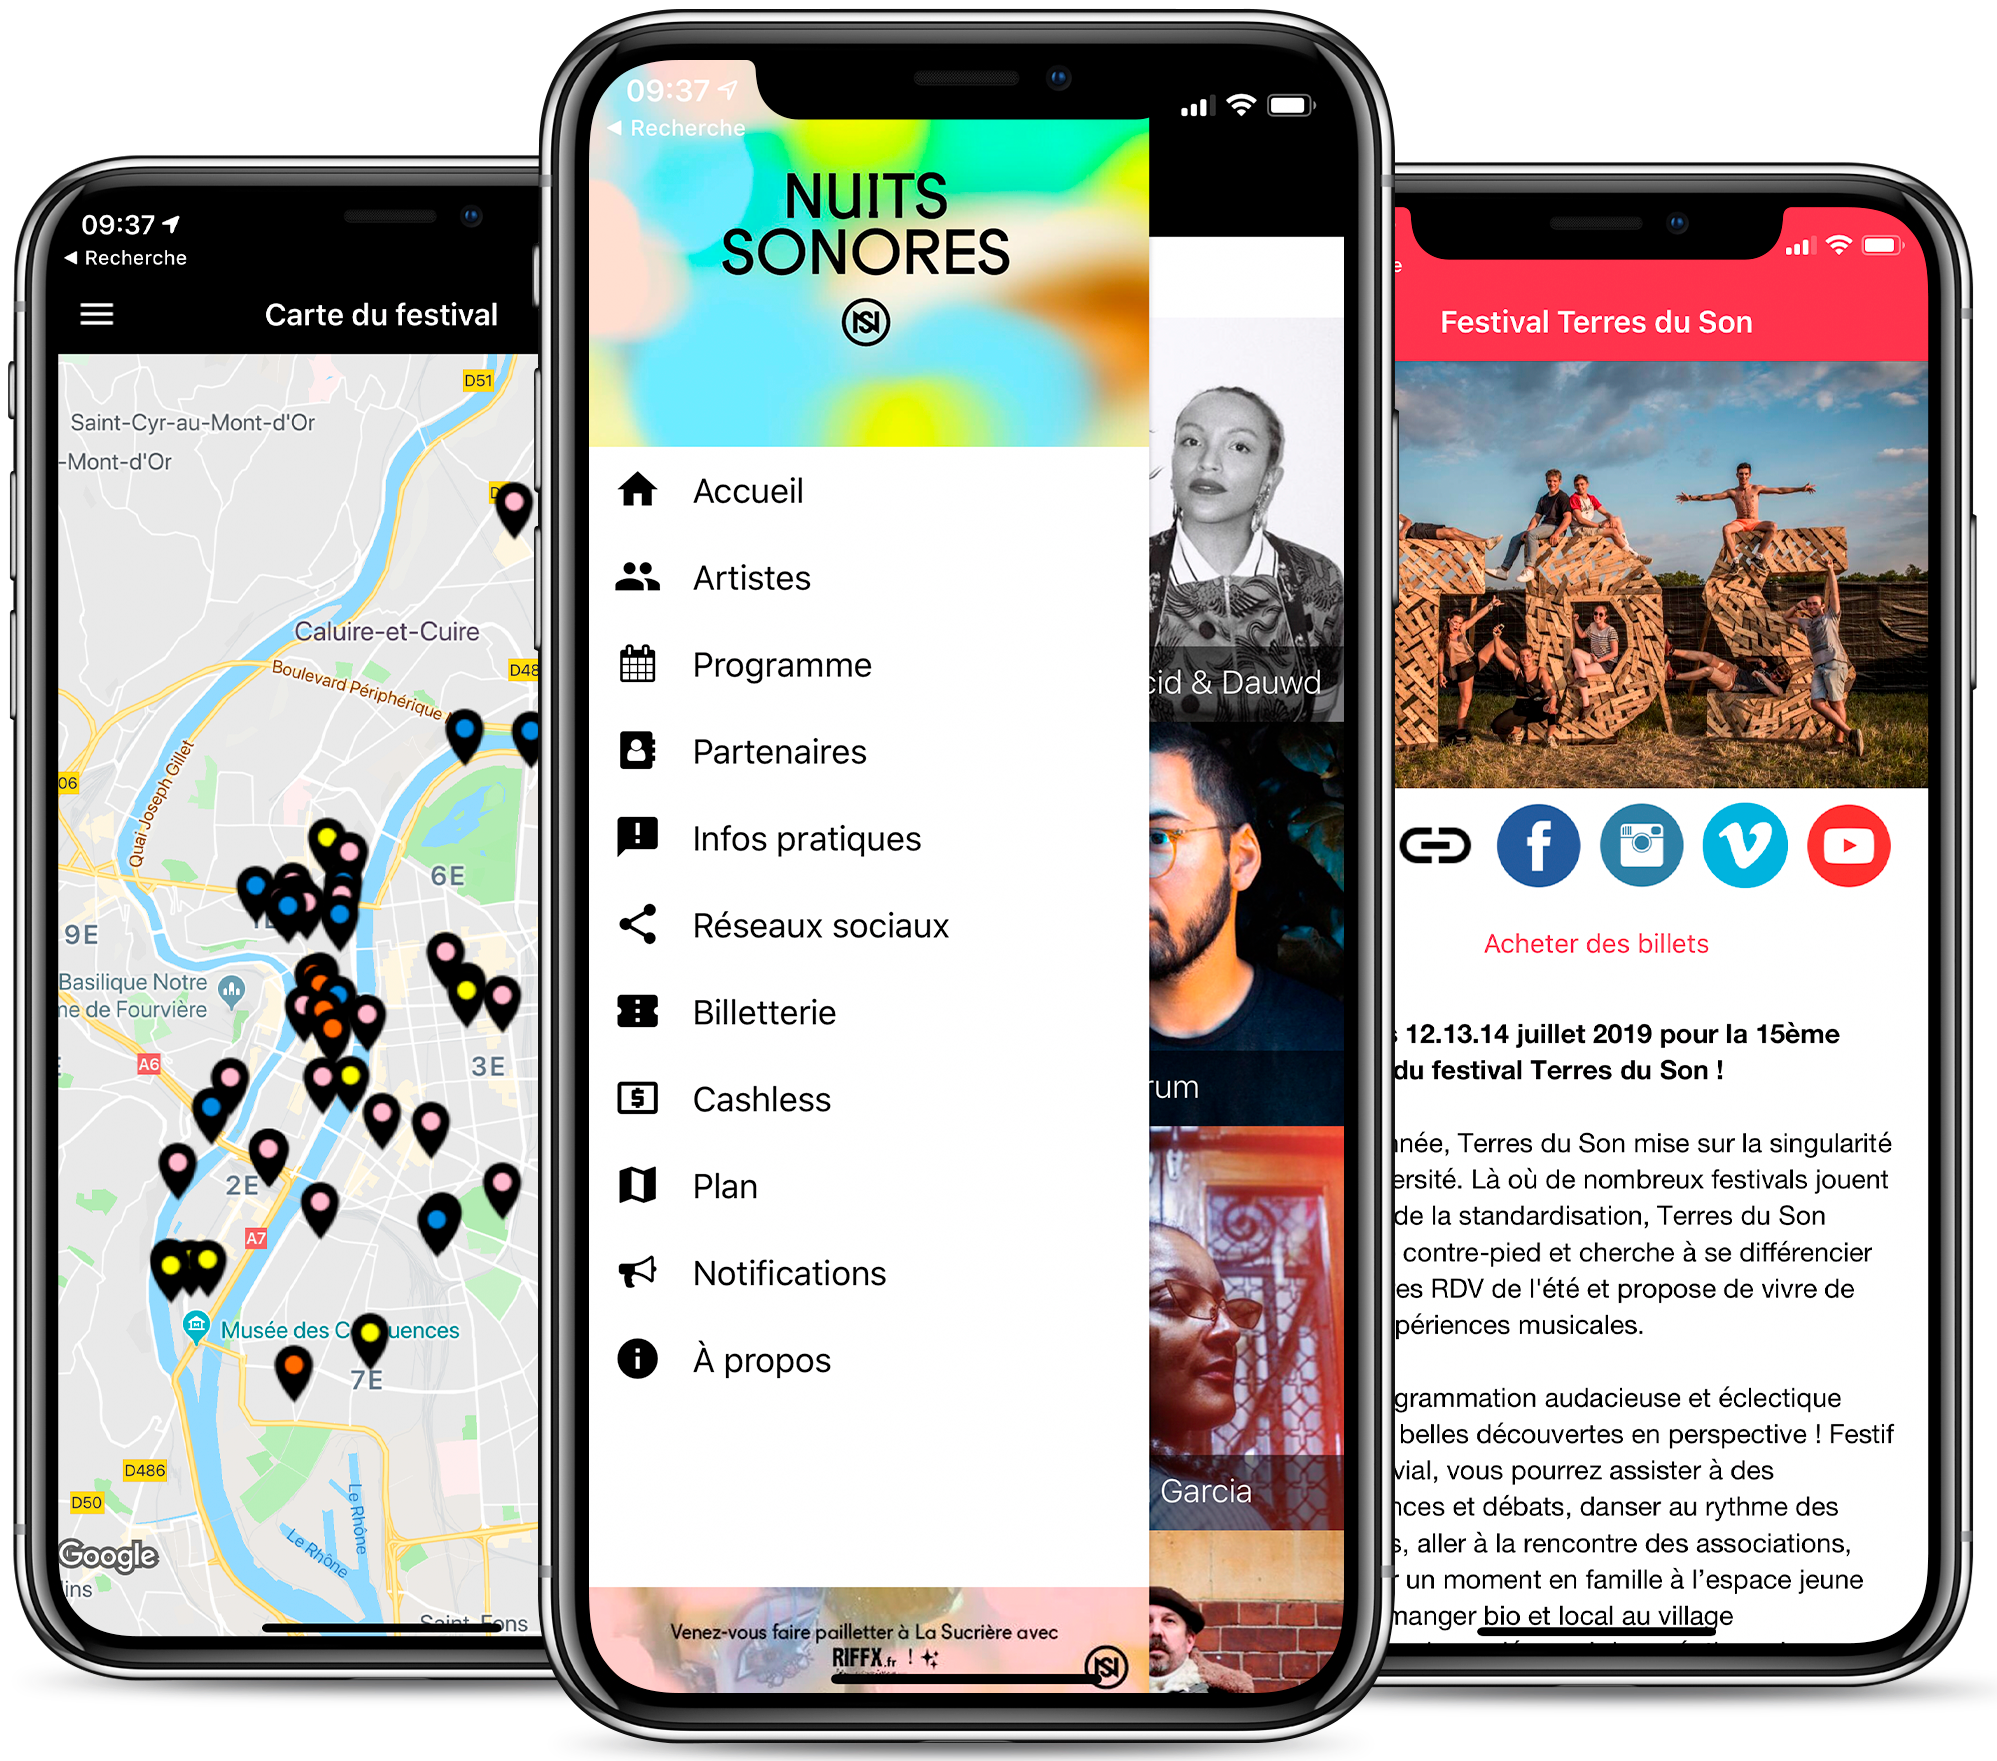 09:37
Recherche
Carte du festival
D51
Saint-Cyr-au-Mont-d'Or
-Mont-d'Or
Caluire-et-Cuire
Boulevard Périphérique
D48
Quai Joseph Gillet
06
6E
9E
Basilique Notre
ne de Fourvière
A6
3E
2E
A7
Musée des
uences
7E
D486
D50
Le Rhône
Le Rhône
Google
ins
Saint-Fons
09:37
Recherche
NUITS
SONORES
NS
Accueil
Artistes
Programme
Partenaires
Infos pratiques
Réseaux sociaux
Billetterie
Cashless
Plan
Notifications
À propos
Venez-vous faire pailletter à La Sucrière avec
RIFFX.fr !
NS
cid & Dauwd
rum
Garcia
e
Festival Terres du Son
Acheter des billets
s 12.13.14 juillet 2019 pour la 15ème
du festival Terres du Son !
nnée, Terres du Son mise sur la singularité
ersité. Là où de nombreux festivals jouent
de la standardisation, Terres du Son
contre-pied et cherche à se différencier
es RDV de l'été et propose de vivre de
périences musicales.
grammation audacieuse et éclectique
belles découvertes en perspective ! Festif
vial, vous pourrez assister à des
nces et débats, danser au rythme des
s, aller à la rencontre des associations,
r un moment en famille à l'espace jeune
manger bio et local au village